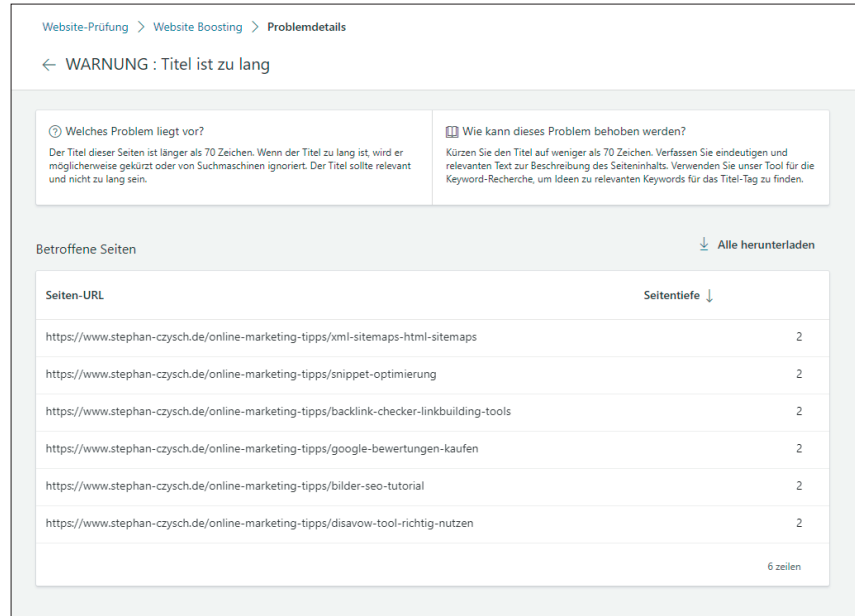 Website-Prüfung > Website Boosting > Problemdetails
← WARNUNG : Titel ist zu lang
Welches Problem liegt vor?
Der Titel dieser Seiten ist länger als 70 Zeichen. Wenn der Titel zu lang ist, wird er
möglicherweise gekürzt oder von Suchmaschinen ignoriert. Der Titel sollte relevant
und nicht zu lang sein.
Wie kann dieses Problem behoben werden?
Kürzen Sie den Titel auf weniger als 70 Zeichen. Verfassen Sie eindeutigen und
relevanten Text zur Beschreibung des Seiteninhalts. Verwenden Sie unser Tool für die
Keyword-Recherche, um Ideen zu relevanten Keywords für das Titel-Tag zu finden.
Betroffene Seiten
Alle herunterladen
Seiten-URL Seitentiefe ↓
https://www.stephan-czysch.de/online-marketing-tipps/xml-sitemaps-html-sitemaps 2
https://www.stephan-czysch.de/online-marketing-tipps/snippet-optimierung 2
https://www.stephan-czysch.de/online-marketing-tipps/backlink-checker-linkbuilding-tools 2
https://www.stephan-czysch.de/online-marketing-tipps/google-bewertungen-kaufen 2
https://www.stephan-czysch.de/online-marketing-tipps/bilder-seo-tutorial 2
https://www.stephan-czysch.de/online-marketing-tipps/disavow-tool-richtig-nutzen 2
6 zeilen